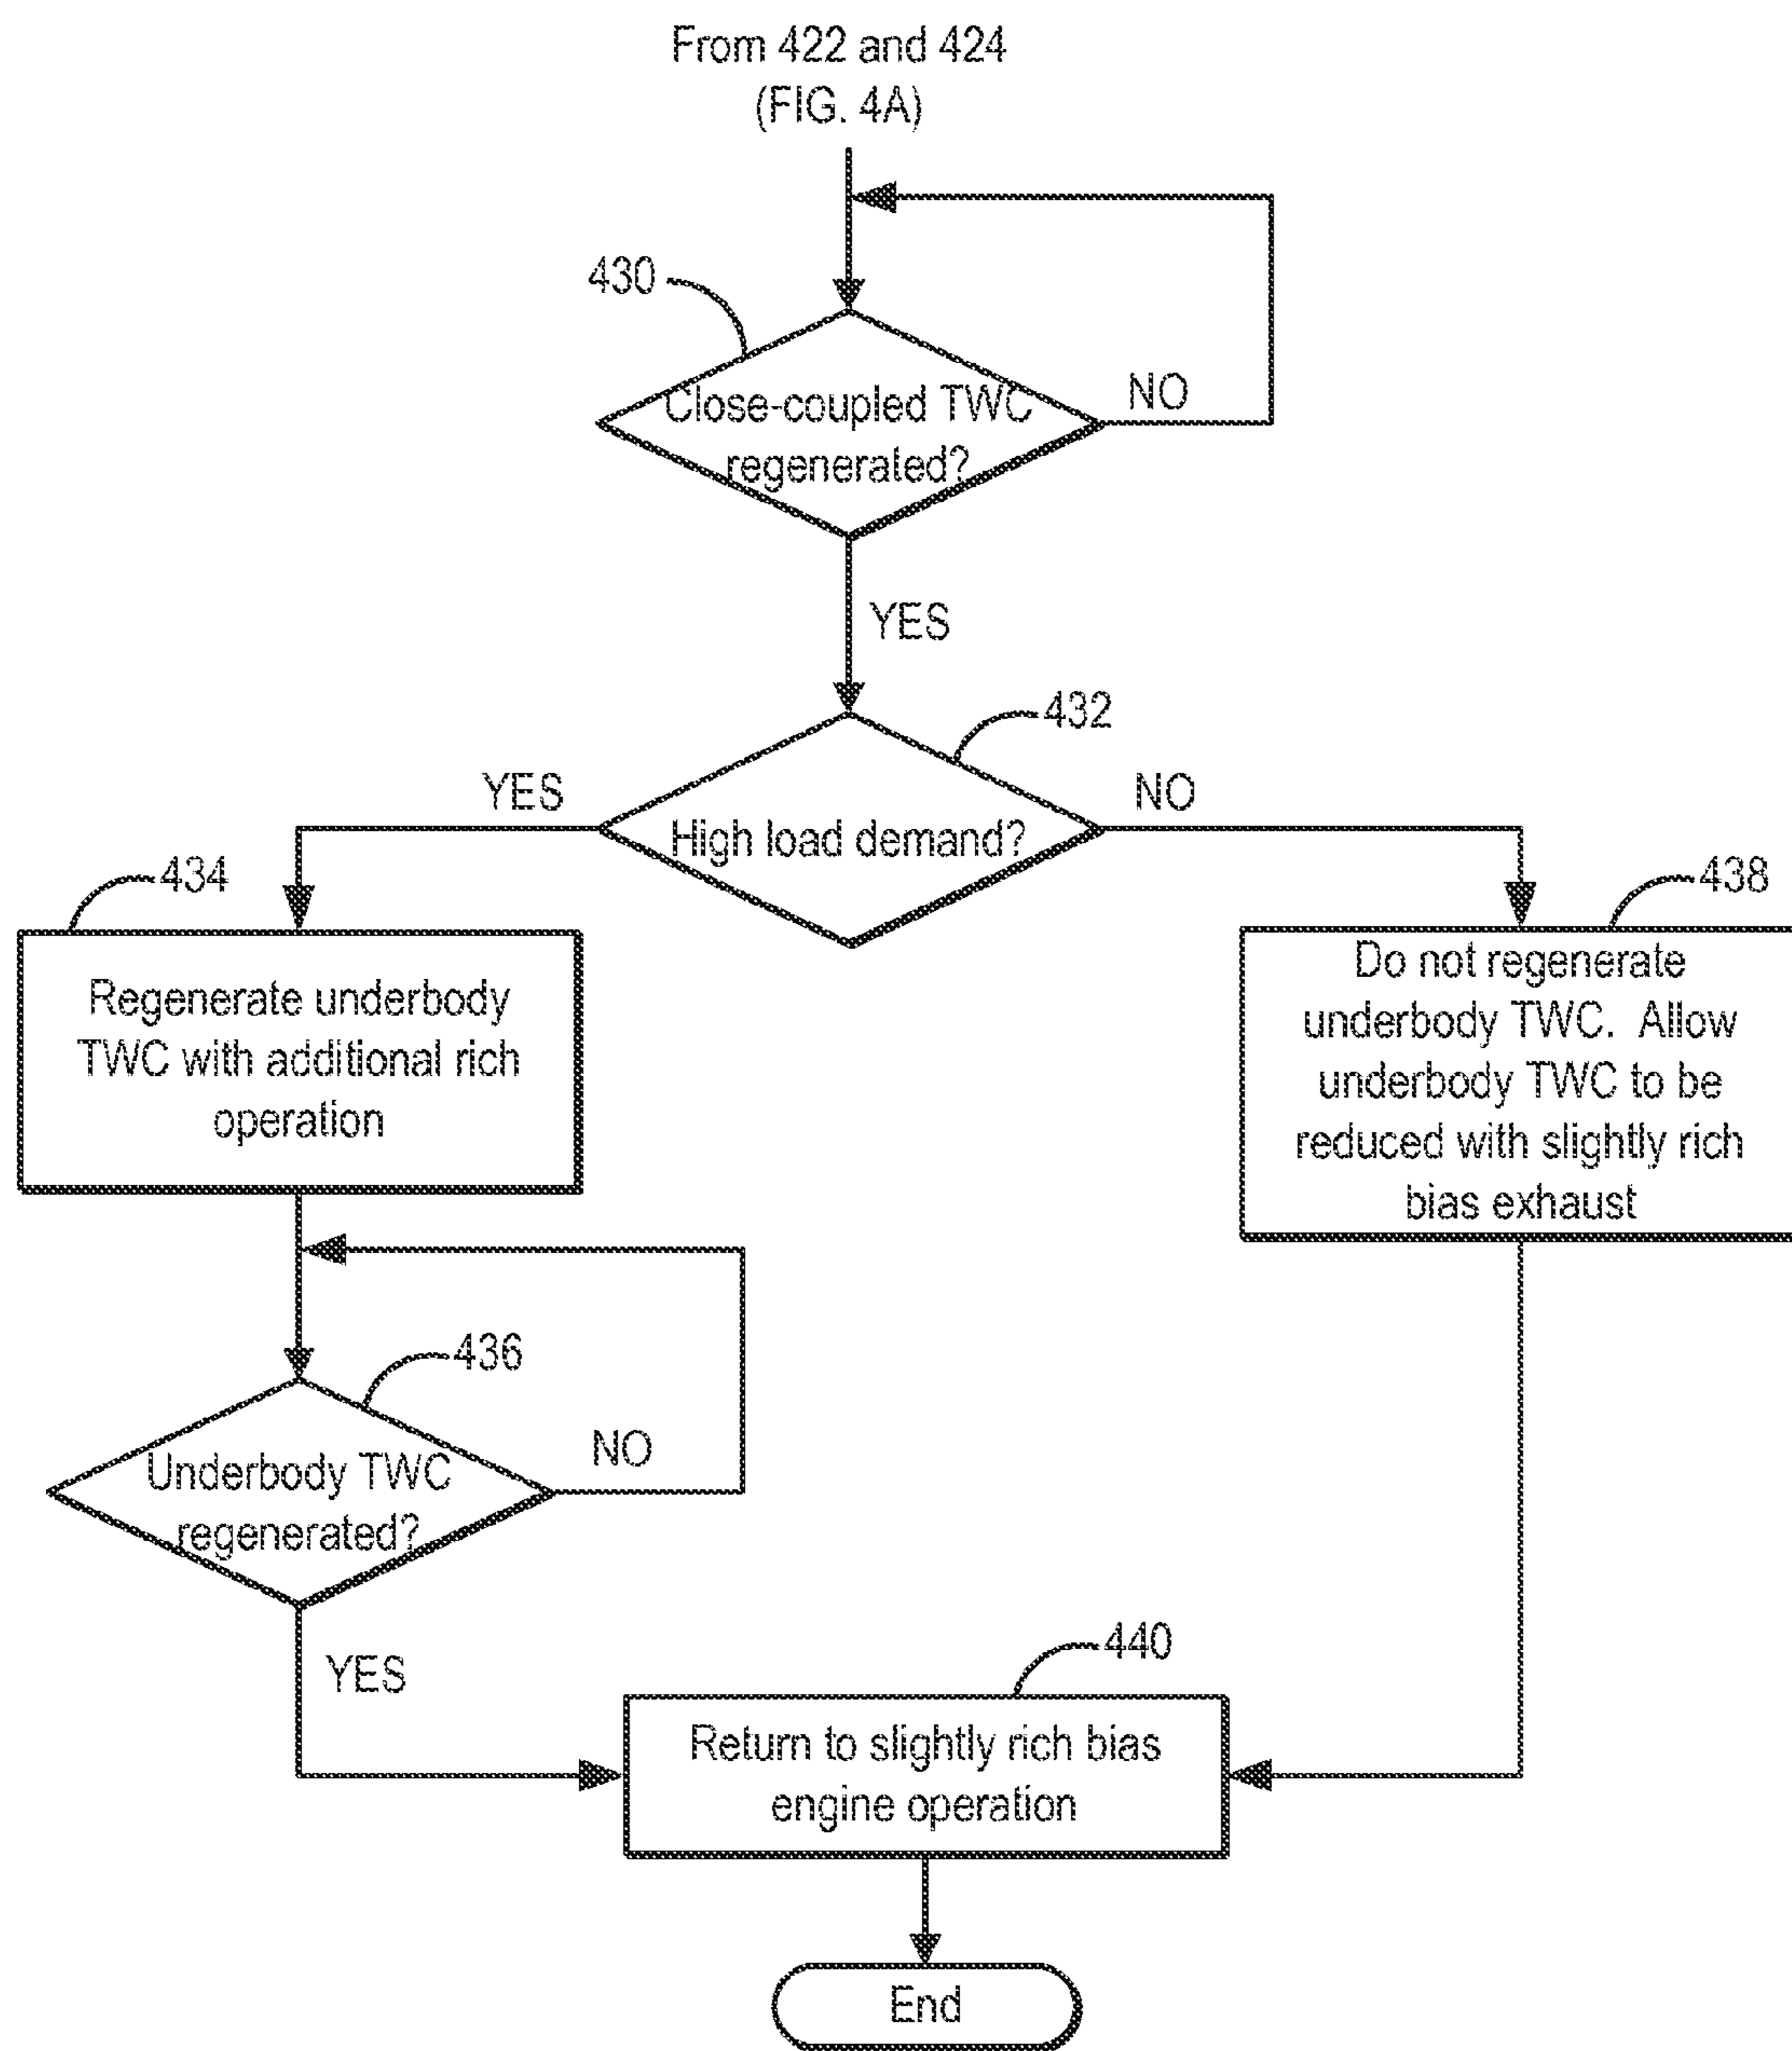 From 422 and 424
(FIG. 4A)
430
Close-coupled TWC
regenerated?
NO
YES
432
High load demand?
YES
NO
434
Regenerate underbody
TWC with additional rich
operation
438
Do not regenerate
underbody TWC. Allow
underbody TWC to be
reduced with slightly rich
bias exhaust
436
Underbody TWC
regenerated?
NO
YES
440
Return to slightly rich bias
engine operation
End